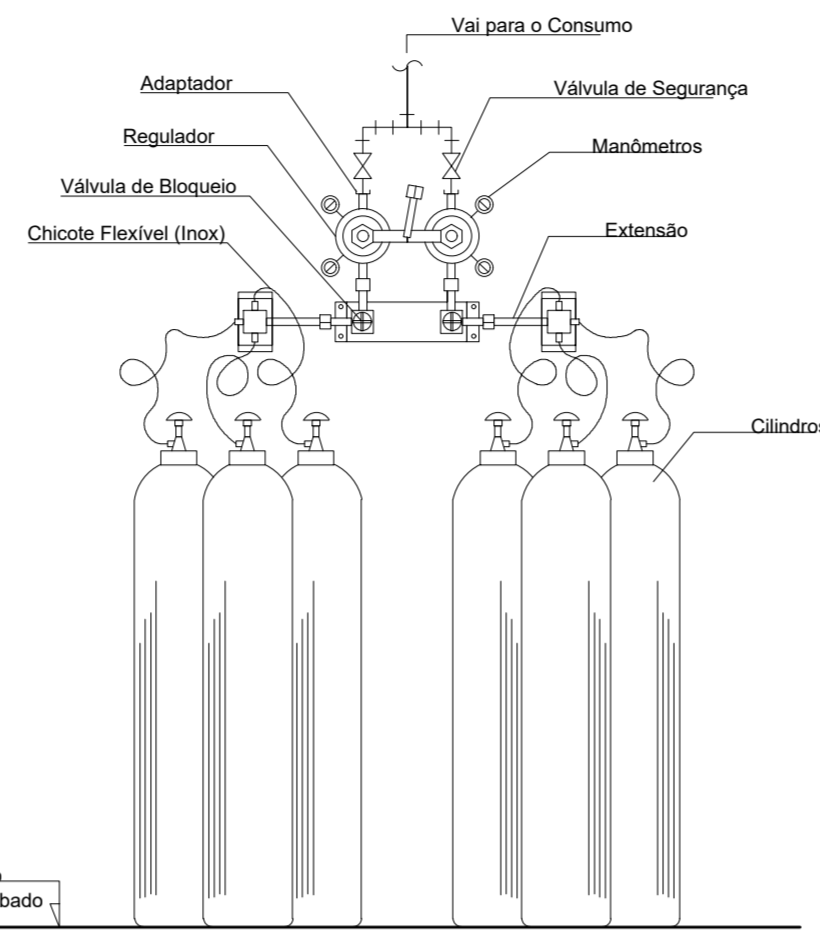 Vai para o Consumo
Adaptador
Válvula de Segurança
Regulador
Manômetros
Válvula de Bloqueio
Chicote Flexível (Inox)
Extensão
Cilindros